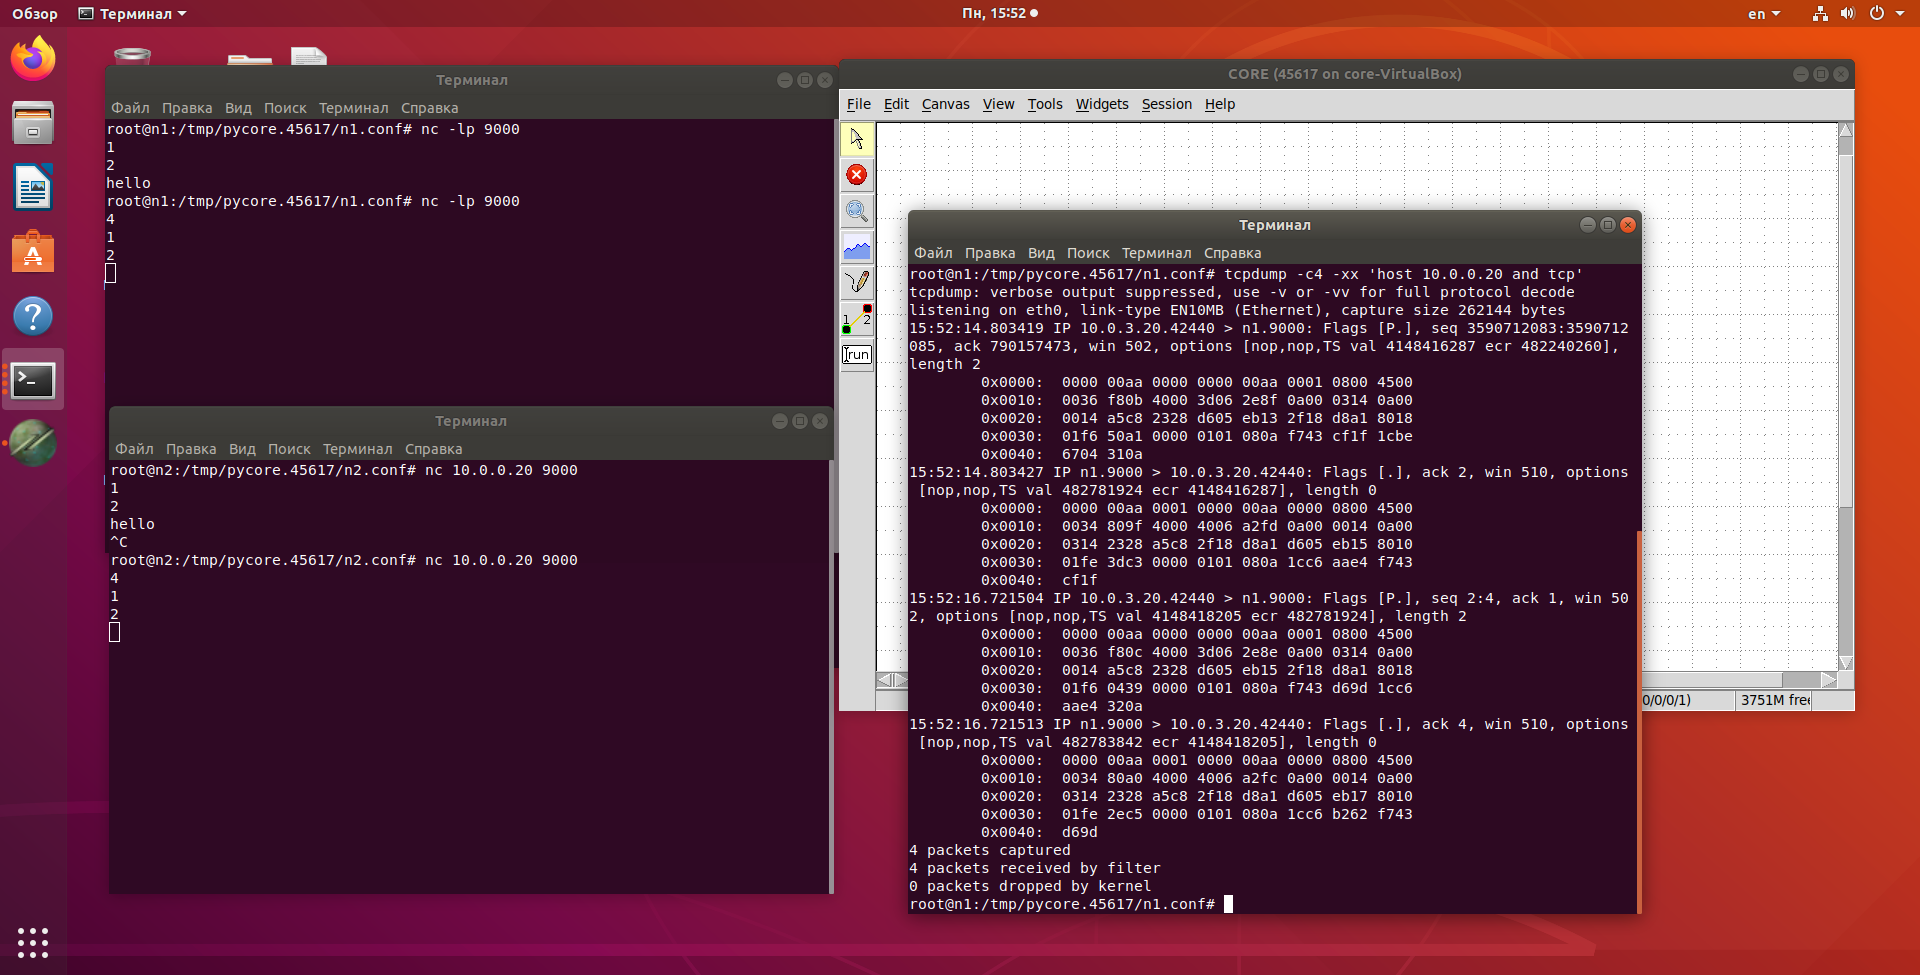 Обзор
Терминал
Пн, 15:52
en
Терминал
Файл Правка Вид Поиск Терминал Справка
root@n1:/tmp/pycore.45617/n1.conf# nc -lp 9000
1
2
hello
root@n1:/tmp/pycore.45617/n1.conf# nc -lp 9000
4
1
2
Терминал
Файл Правка Вид Поиск Терминал Справка
root@n2:/tmp/pycore.45617/n2.conf# nc 10.0.0.20 9000
1
2
hello
^C
root@n2:/tmp/pycore.45617/n2.conf# nc 10.0.0.20 9000
4
1
2
CORE (45617 on core-VirtualBox)
File Edit Canvas View Tools Widgets Session Help
1 2
run
0/0/0/1)
3751M free
Терминал
Файл Правка Вид Поиск Терминал Справка
root@n1:/tmp/pycore.45617/n1.conf# tcpdump -c4 -xx 'host 10.0.0.20 and tcp'
tcpdump: verbose output suppressed, use -v or -vv for full protocol decode
listening on eth0, link-type EN10MB (Ethernet), capture size 262144 bytes
15:52:14.803419 IP 10.0.3.20.42440 > n1.9000: Flags [P.], seq 3590712083:3590712
085, ack 790157473, win 502, options [nop,nop,TS val 4148416287 ecr 482240260],
length 2
0x0000: 0000 00aa 0000 0000 00aa 0001 0800 4500
0x0010: 0036 f80b 4000 3d06 2e8f 0a00 0314 0a00
0x0020: 0014 a5c8 2328 d605 eb13 2f18 d8a1 8018
0x0030: 01f6 50a1 0000 0101 080a f743 cf1f 1cbe
0x0040: 6704 310a
15:52:14.803427 IP n1.9000 > 10.0.3.20.42440: Flags [.], ack 2, win 510, options
[nop,nop,TS val 482781924 ecr 4148416287], length 0
0x0000: 0000 00aa 0001 0000 00aa 0000 0800 4500
0x0010: 0034 809f 4000 4006 a2fd 0a00 0014 0a00
0x0020: 0314 2328 a5c8 2f18 d8a1 d605 eb15 8010
0x0030: 01fe 3dc3 0000 0101 080a 1cc6 aae4 f743
0x0040: cf1f
15:52:16.721504 IP 10.0.3.20.42440 > n1.9000: Flags [P.], seq 2:4, ack 1, win 50
2, options [nop,nop,TS val 4148418205 ecr 482781924], length 2
0x0000: 0000 00aa 0000 0000 00aa 0001 0800 4500
0x0010: 0036 f80c 4000 3d06 2e8e 0a00 0314 0a00
0x0020: 0014 a5c8 2328 d605 eb15 2f18 d8a1 8018
0x0030: 01f6 0439 0000 0101 080a f743 d69d 1cc6
0x0040: aae4 320a
15:52:16.721513 IP n1.9000 > 10.0.3.20.42440: Flags [.], ack 4, win 510, options
[nop,nop,TS val 482783842 ecr 4148418205], length 0
0x0000: 0000 00aa 0001 0000 00aa 0000 0800 4500
0x0010: 0034 80a0 4000 4006 a2fc 0a00 0014 0a00
0x0020: 0314 2328 a5c8 2f18 d8a1 d605 eb17 8010
0x0030: 01fe 2ec5 0000 0101 080a 1cc6 b262 f743
0x0040: d69d
4 packets captured
4 packets received by filter
0 packets dropped by kernel
root@n1:/tmp/pycore.45617/n1.conf#